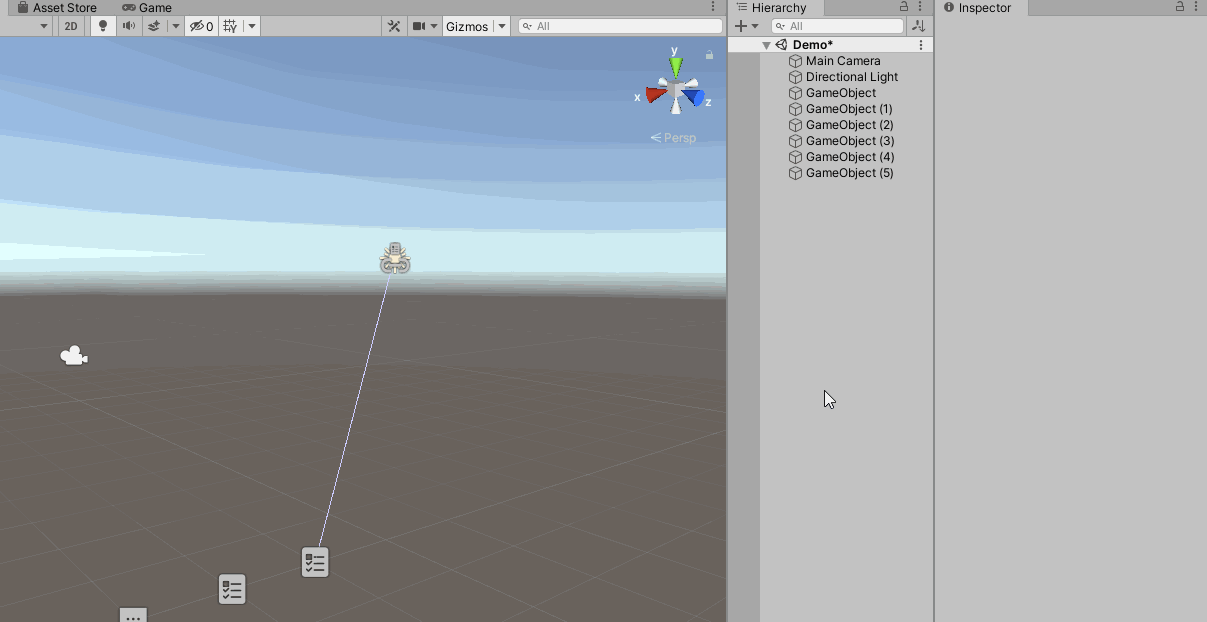 Asset Store Game
2D 0 Gizmos All
y
x
z
Persp
Hierarchy
All
Demo*
Main Camera
Directional Light
GameObject
GameObject (1)
GameObject (2)
GameObject (3)
GameObject (4)
GameObject (5)
Inspector